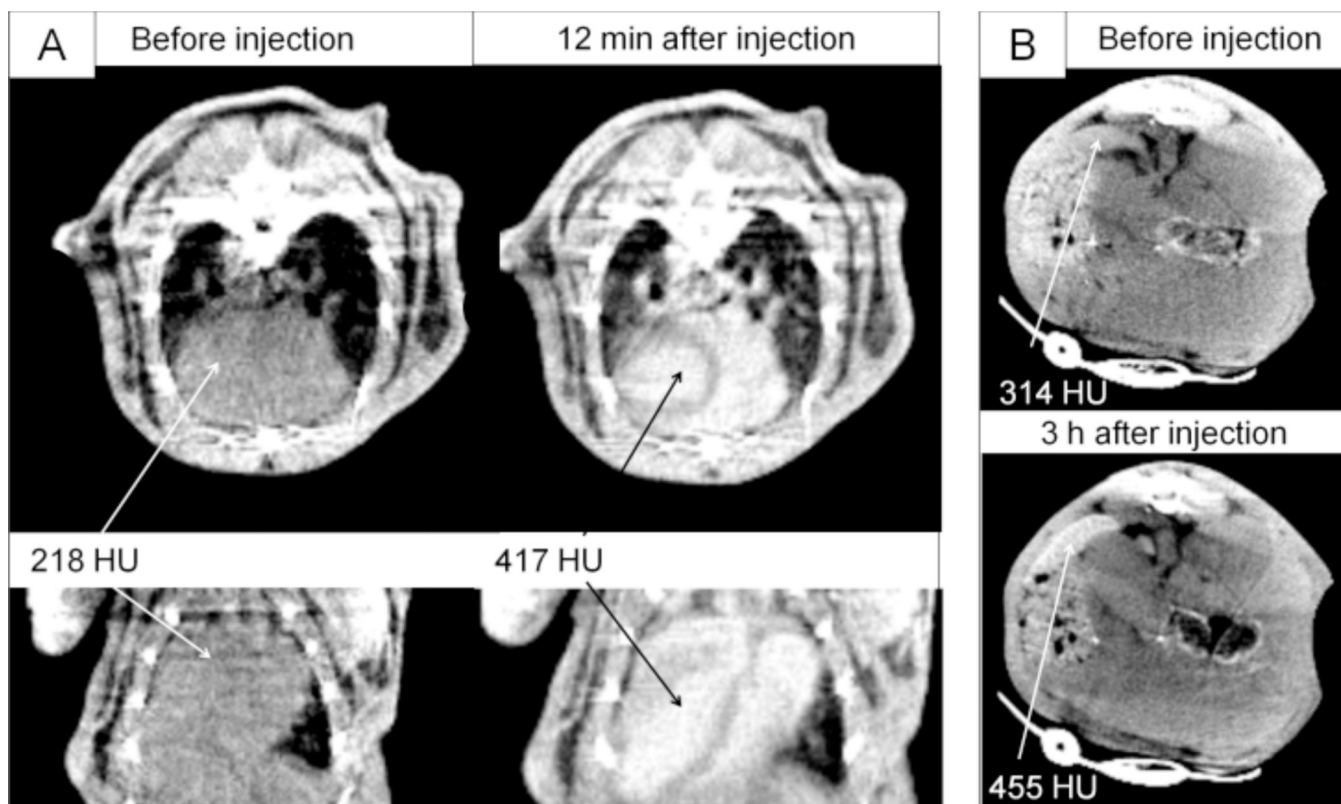 A
Before injection
12 min after injection
218 HU
417 HU
B
Before injection
314 HU
3 h after injection
455 HU